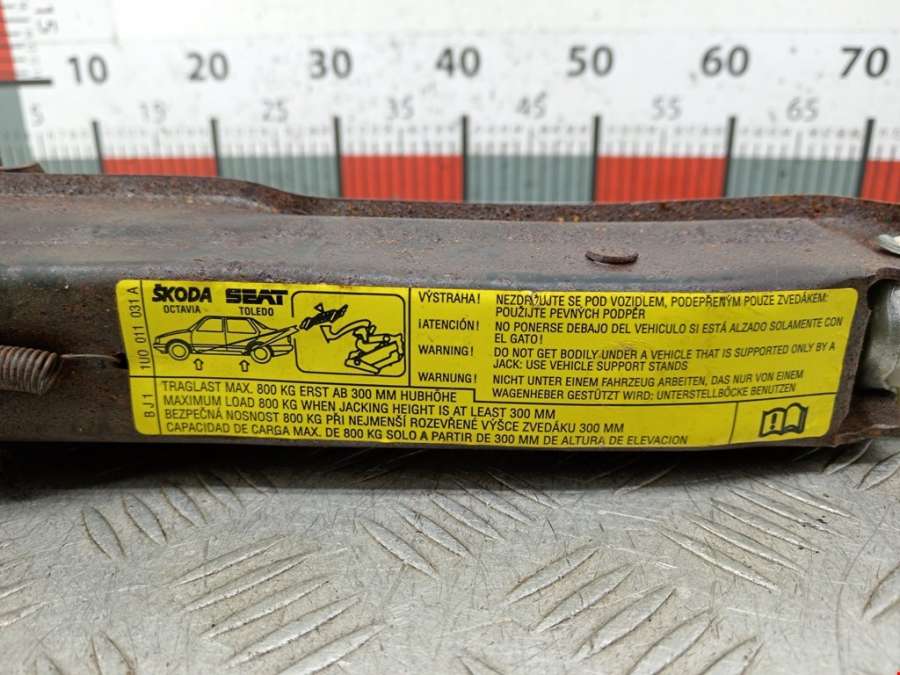 15
10 20 30 40 50 60 70
5 15 25 35 45 55 65
1U0 011 031 A
BJ1
ŠKODA SEAT
OCTAVIA TOLEDO
VÝSTRAHA! NEZDRŽUJTE SE POD VOZIDLEM, PODEPŘENÝM POUZE ZVEDÁKEM:
POUŽIJTE PEVNÝCH PODPĚR
¡ATENCIÓN! NO PONERSE DEBAJO DEL VEHICULO SI ESTÁ ALZADO SOLAMENTE CON
EL GATO!
WARNING! DO NOT GET BODILY UNDER A VEHICLE THAT IS SUPPORTED ONLY BY A
JACK: USE VEHICLE SUPPORT STANDS
WARNUNG! NICHT UNTER EINEM FAHRZEUG ARBEITEN, DAS NUR VON EINEM
WAGENHEBER GESTÜTZT WIRD: UNTERSTELLBÖCKE BENUTZEN
TRAGLAST MAX. 800 KG ERST AB 300 MM HUBHÖHE
MAXIMUM LOAD 800 KG WHEN JACKING HEIGHT IS AT LEAST 300 MM
BEZPEČNÁ NOSNOST 800 KG PŘI NEJMENŠÍ ROZEVŘENÉ VÝŠCE ZVEDÁKU 300 MM
CAPACIDAD DE CARGA MAX. DE 800 KG SOLO A PARTIR DE 300 MM DE ALTURA DE ELEVACION